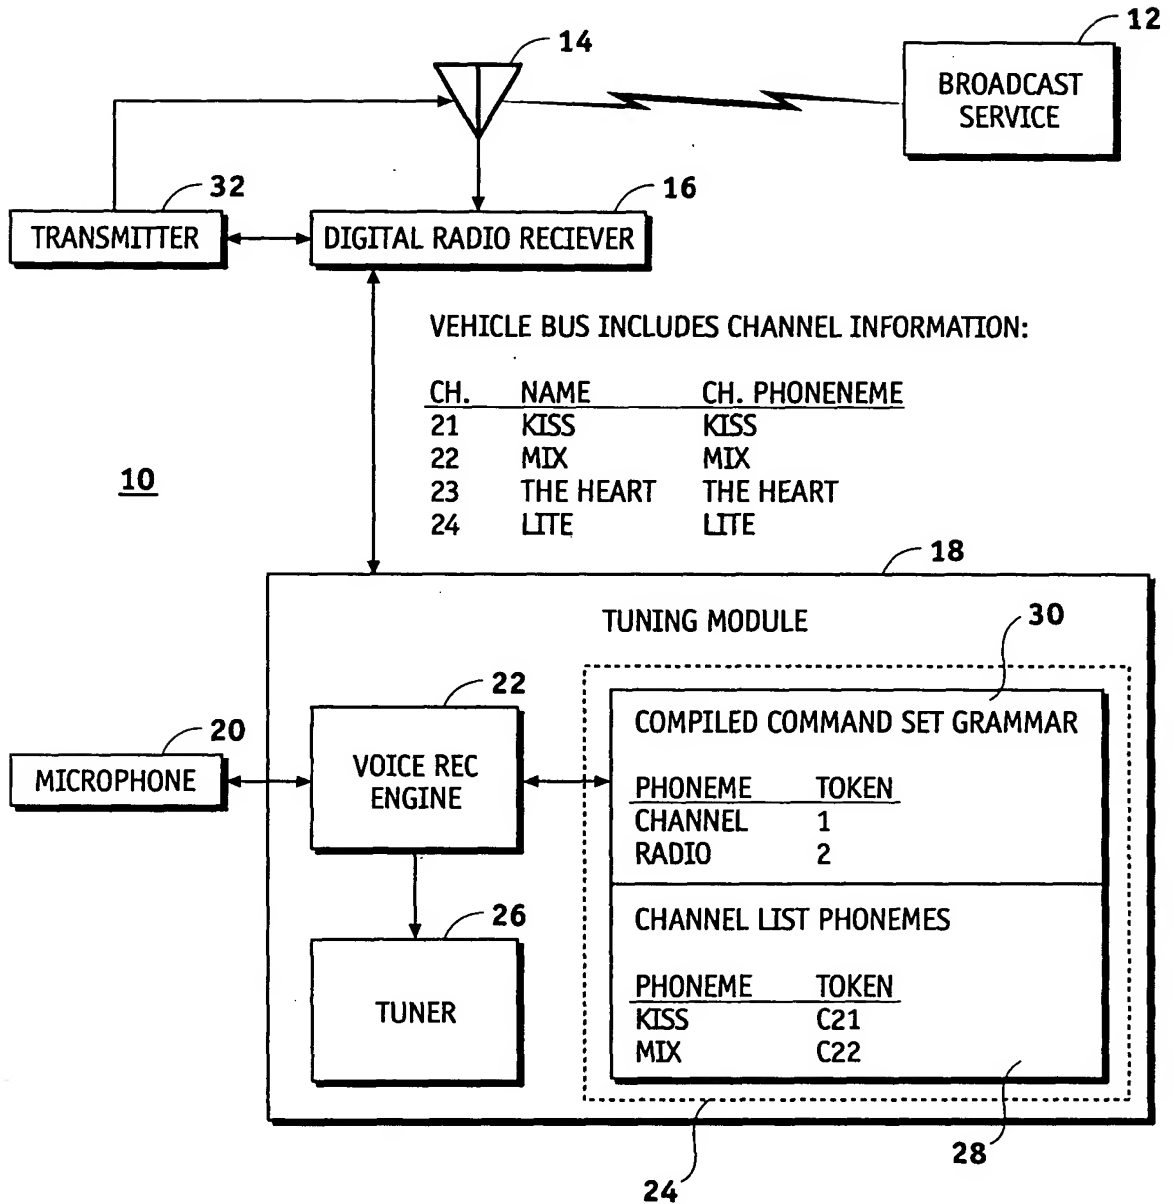 14
12
BROADCAST
SERVICE
32
16
TRANSMITTER
DIGITAL RADIO RECIEVER
VEHICLE BUS INCLUDES CHANNEL INFORMATION:
CH. NAME CH. PHONENEME
21 KISS KISS
22 MIX MIX
23 THE HEART THE HEART
24 LITE LITE
10
18
TUNING MODULE
30
22
COMPILED COMMAND SET GRAMMAR
20
MICROPHONE
VOICE REC
ENGINE
PHONEME TOKEN
CHANNEL 1
RADIO 2
26
CHANNEL LIST PHONEMES
TUNER
PHONEME TOKEN
KISS C21
MIX C22
28
24